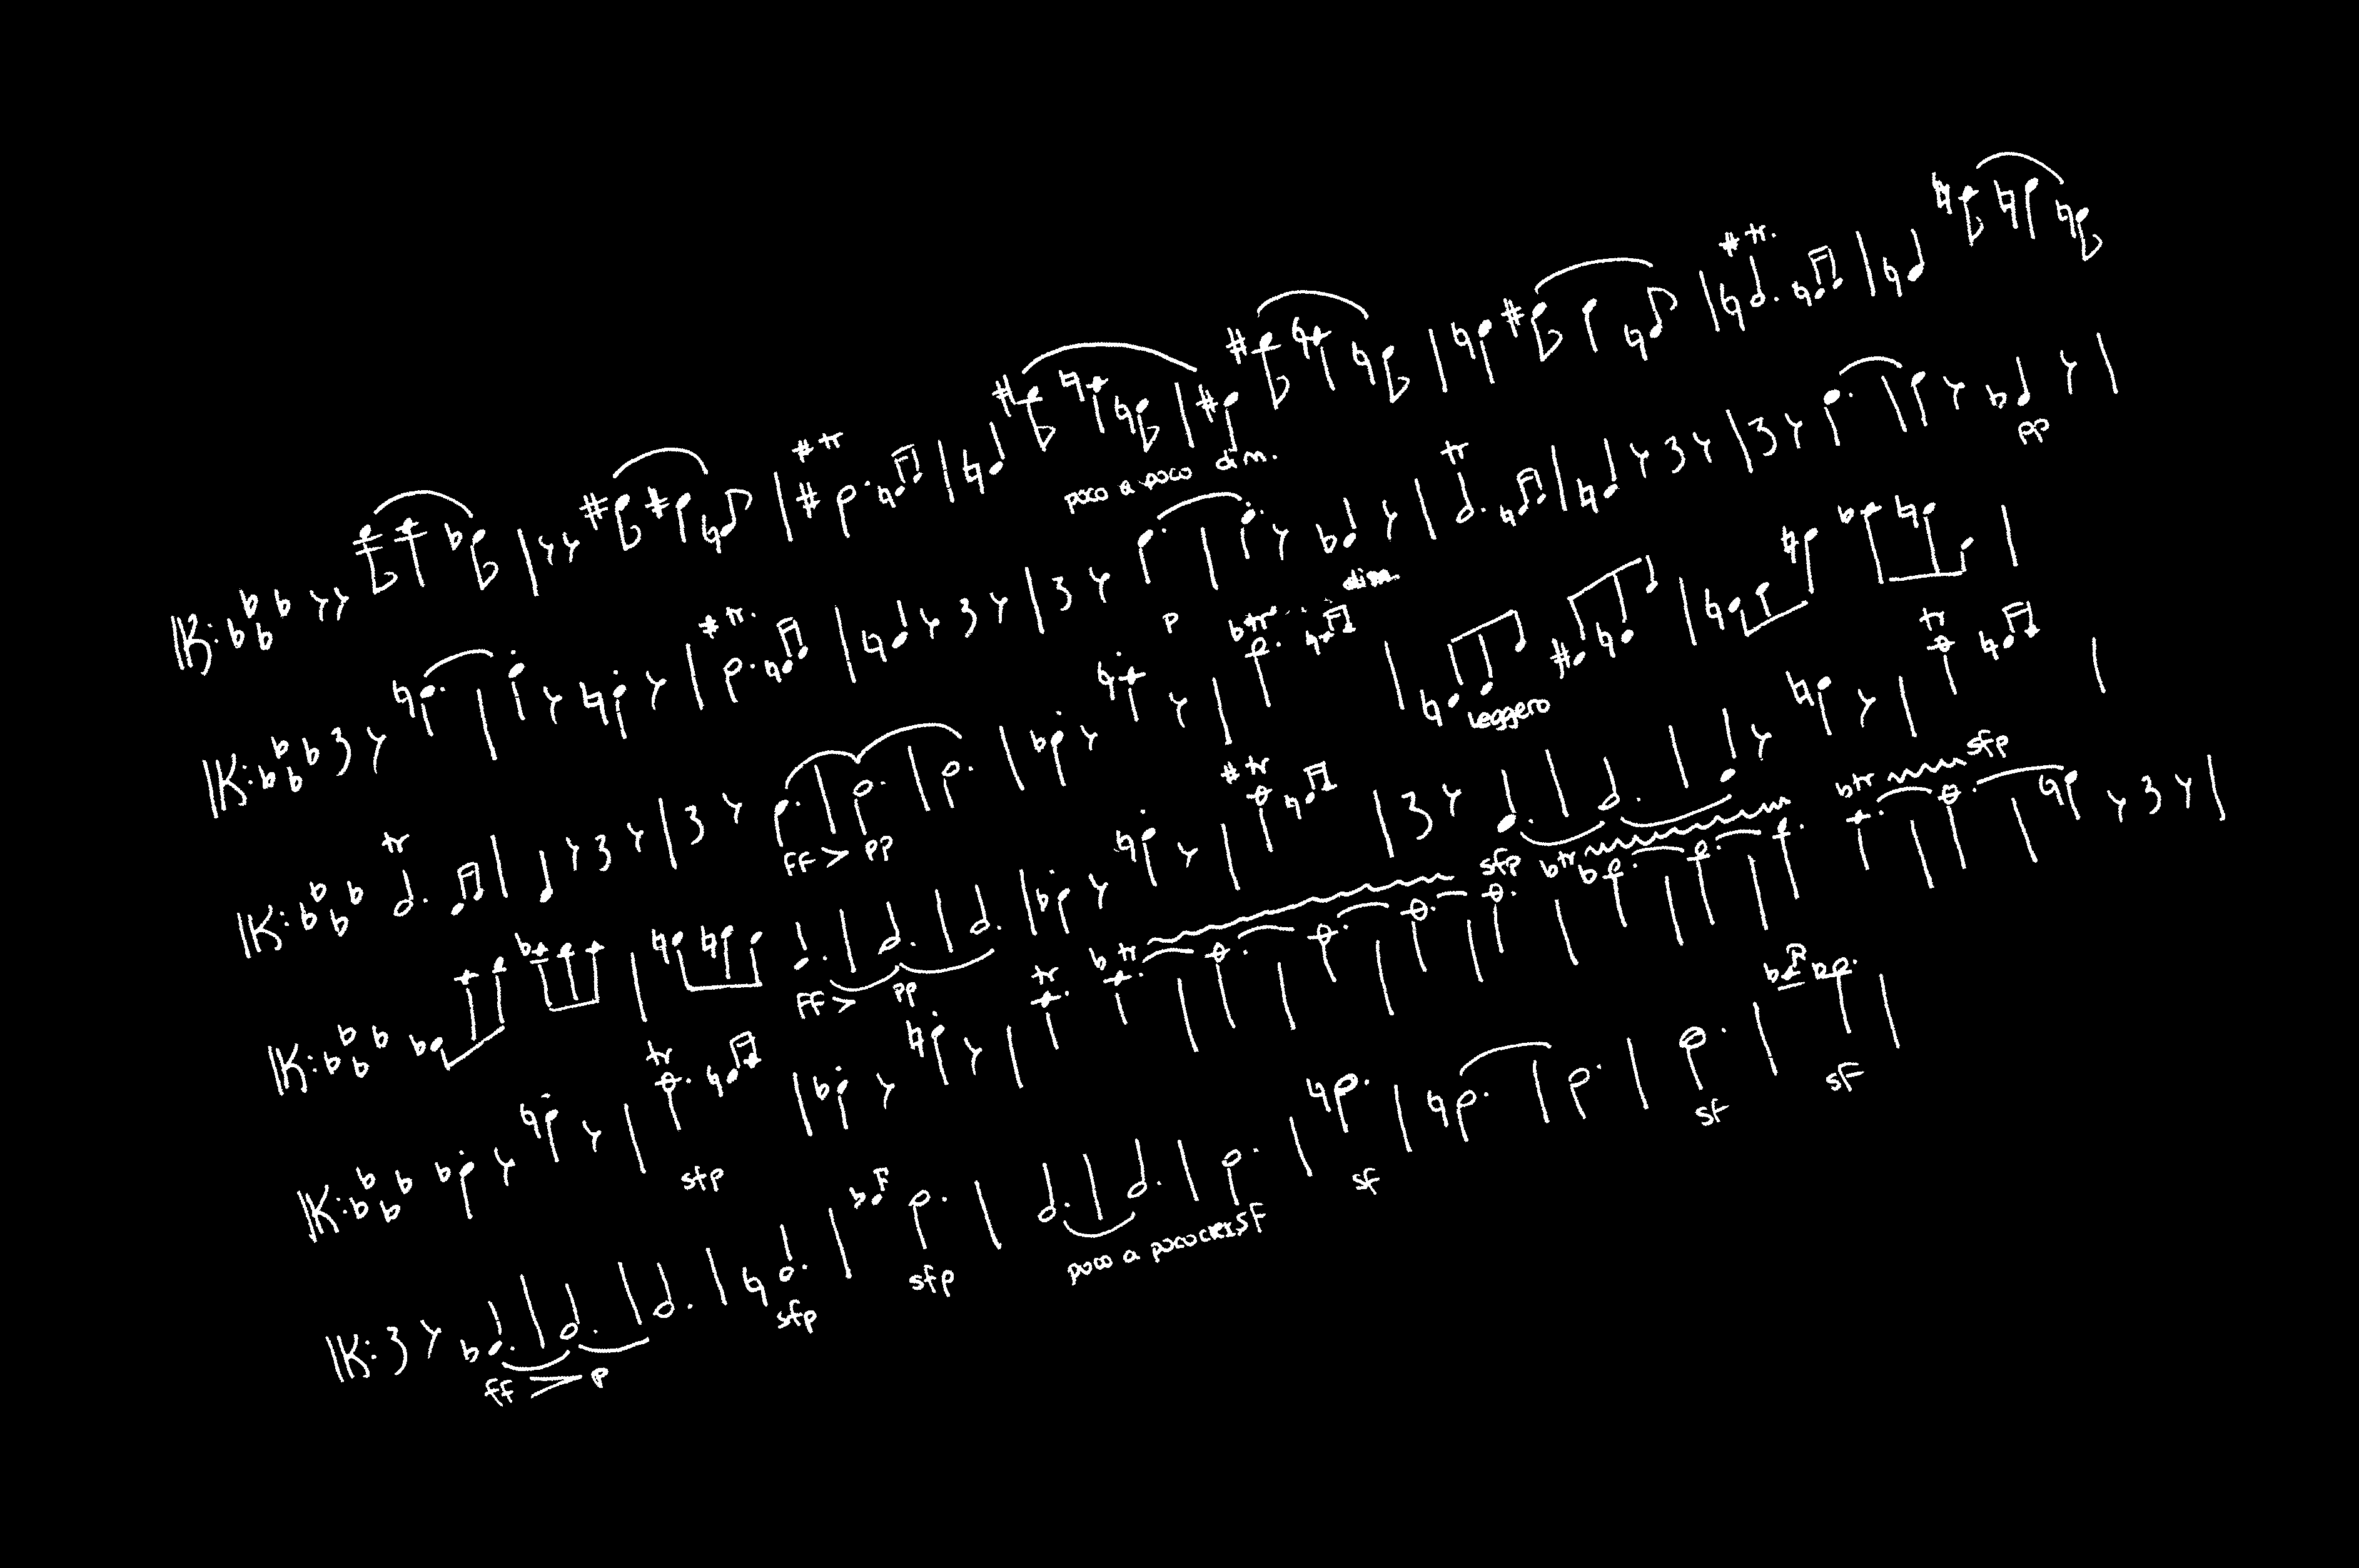 tr
tr.
tr
poco a poco dim.
tr
pp
tr.
p
dim.
tr
tr
leggero
ff > pp
tr
tr
sfp
ff > pp
sfp
tr
tr
tr
tr
tr
sfp
sf
sf
sf
sfp
poco a poco cres. sf
sfp
ff > p